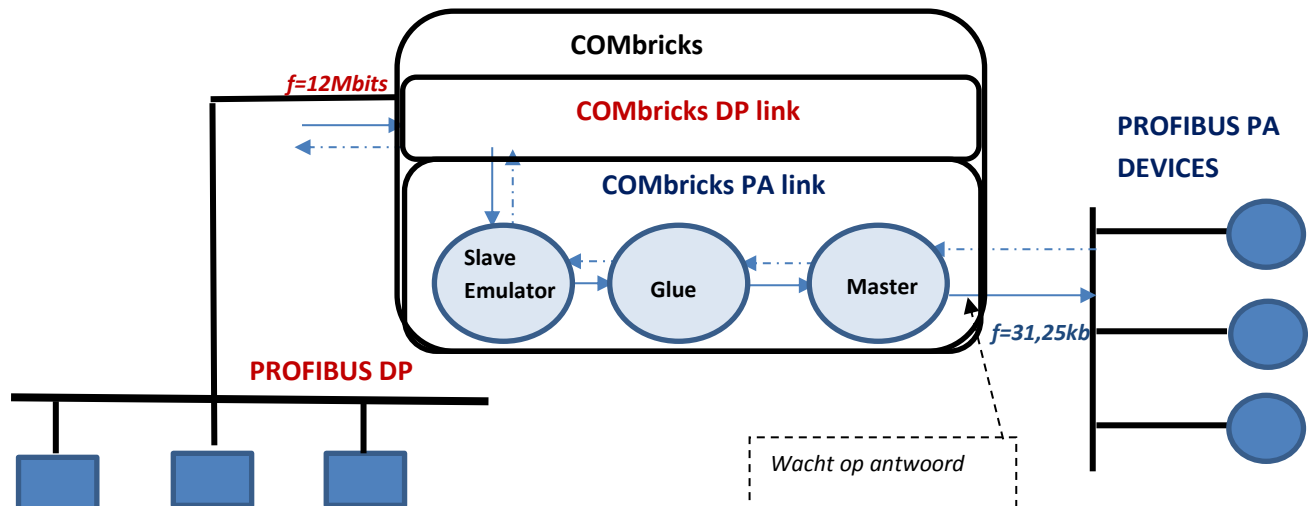 COMbricks
f=12Mbits
COMbricks DP link
PROFIBUS PA
DEVICES
COMbricks PA link
Slave
Emulator
Glue
Master
f=31,25kb
PROFIBUS DP
Wacht op antwoord